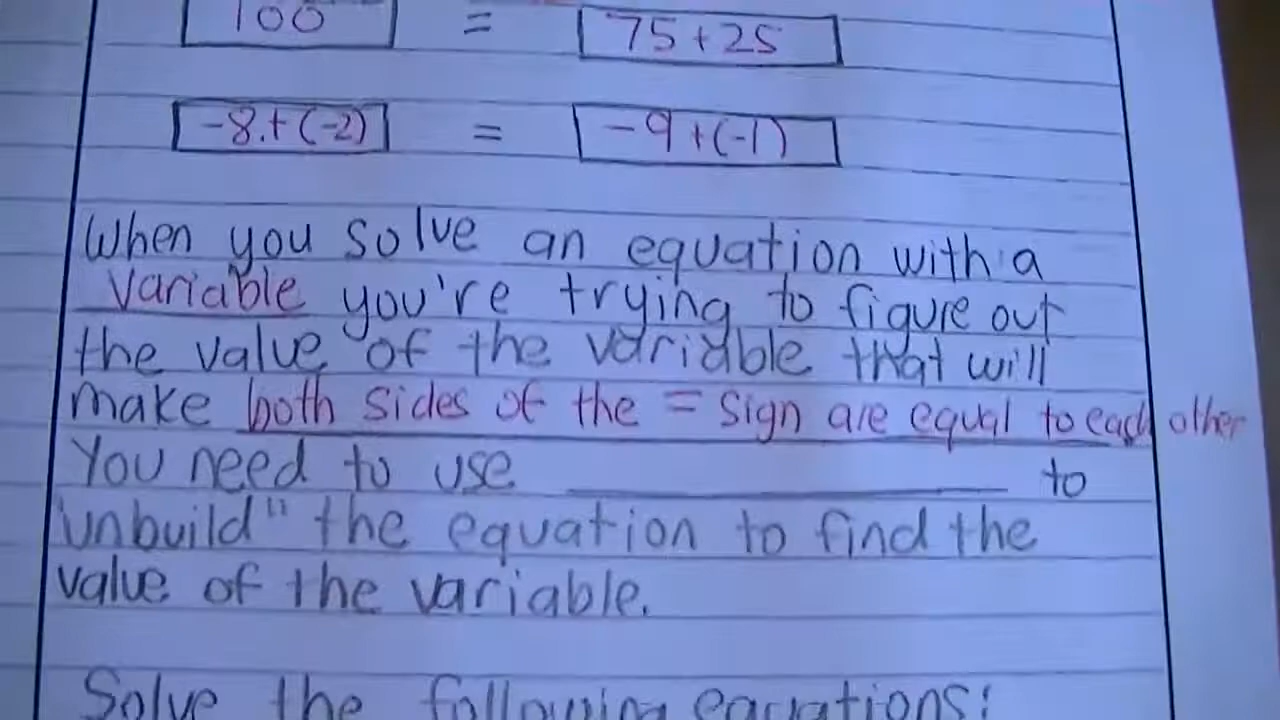 100 = 75+25
-8+(-2) = -9+(-1)
When you solve an equation with a
variable you're trying to figure out
the value of the variable that will
make both sides of the = sign are equal to each other
You need to use __________ to
"unbuild" the equation to find the
value of the variable.
Solve the following equations: